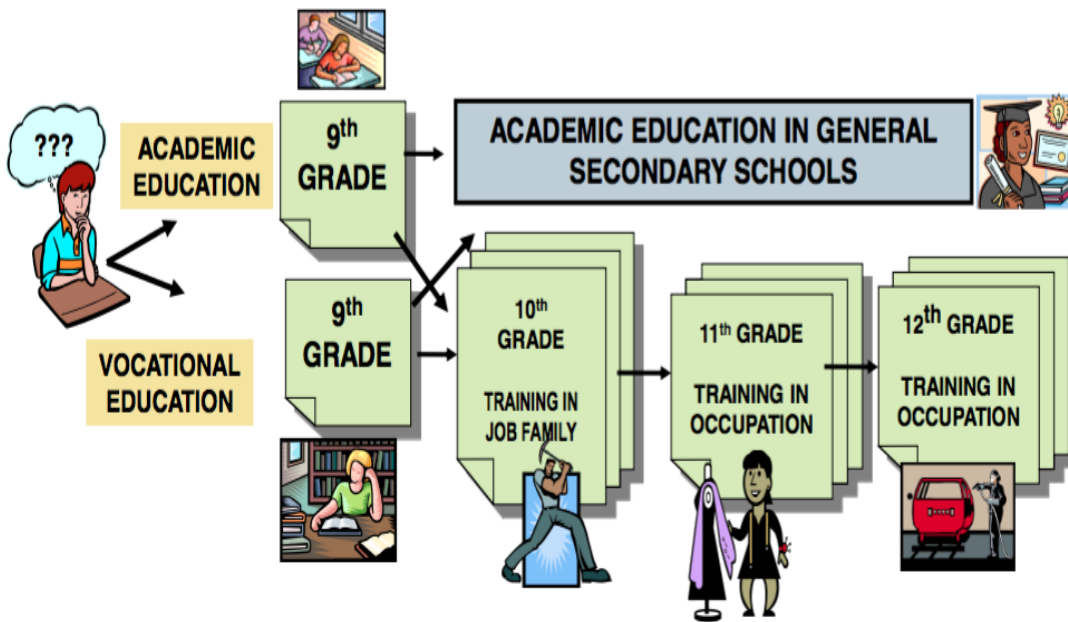 ???
ACADEMIC
EDUCATION
VOCATIONAL
EDUCATION
9th
GRADE
9th
GRADE
ACADEMIC EDUCATION IN GENERAL
SECONDARY SCHOOLS
10th
GRADE
TRAINING IN
JOB FAMILY
11th GRADE
TRAINING IN
OCCUPATION
12th GRADE
TRAINING IN
OCCUPATION